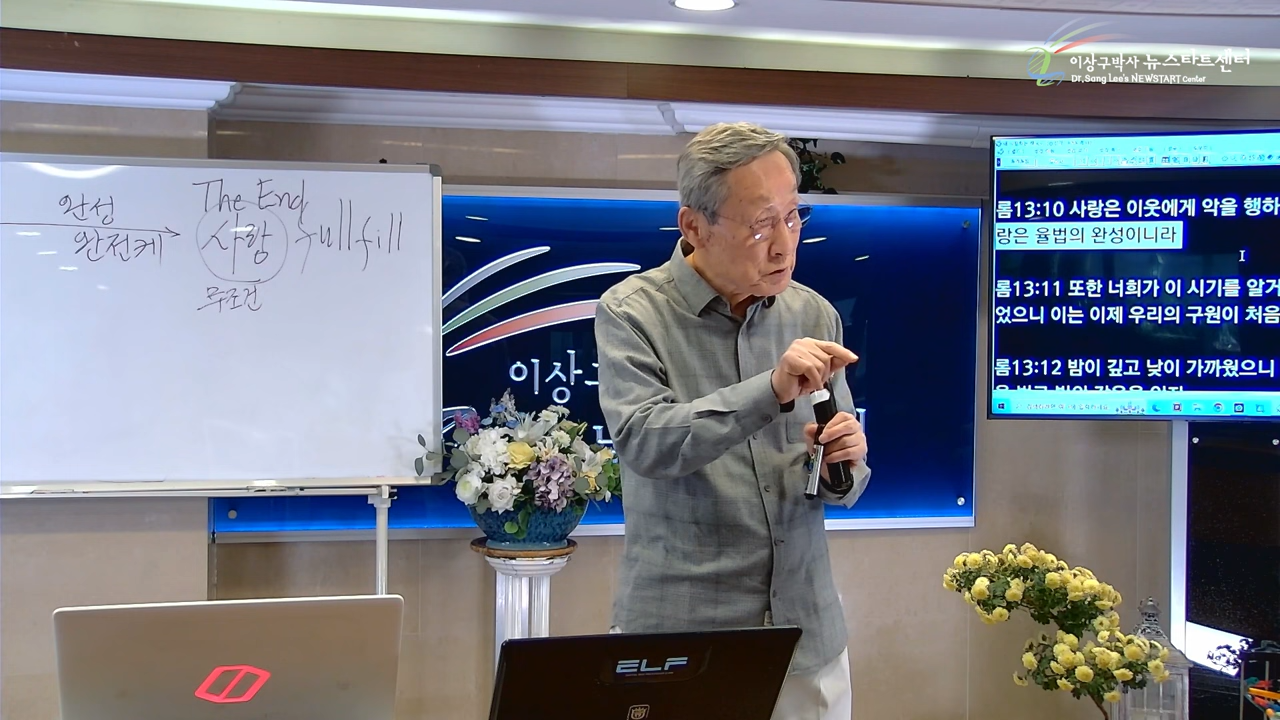 이상구박사 뉴스타트센터
Dr. Sang Lee's NEWSTART Center
완성
완전케
The End
사랑
무조건
fullfill
이상구
롬13:10 사랑은 이웃에게 악을 행하
랑은 율법의 완성이니라
롬13:11 또한 너희가 이 시기를 알거
었으니 이는 이제 우리의 구원이 처음
롬13:12 밤이 깊고 낮이 가까웠으니
ELF